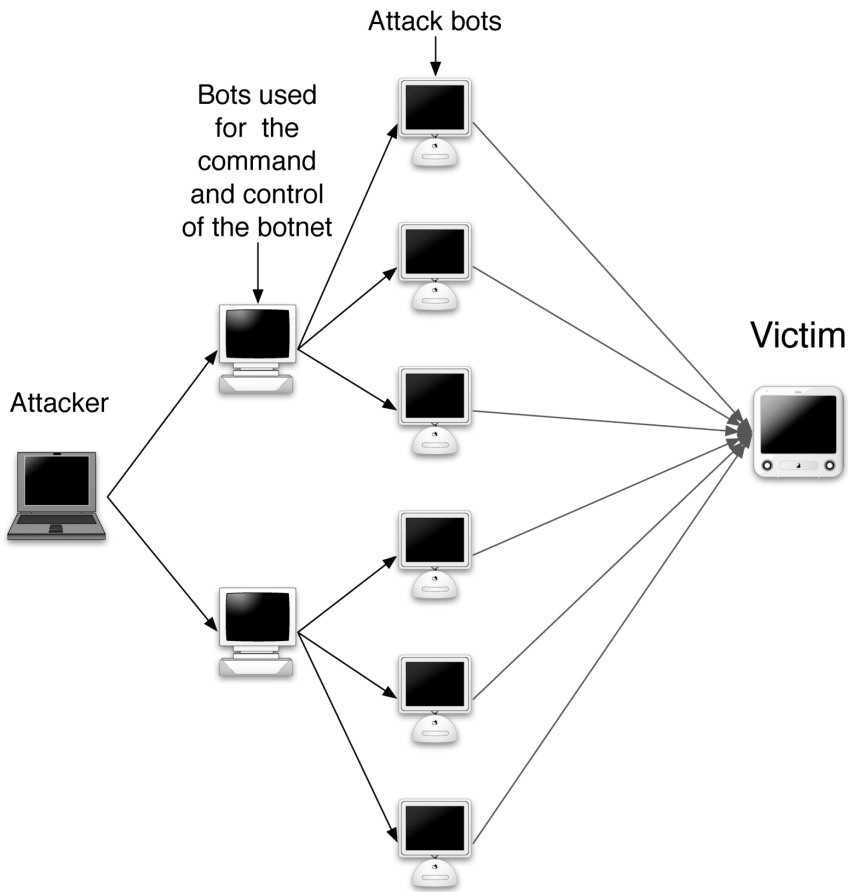 Attack bots
Bots used
for the
command
and control
of the botnet
Victim
Attacker